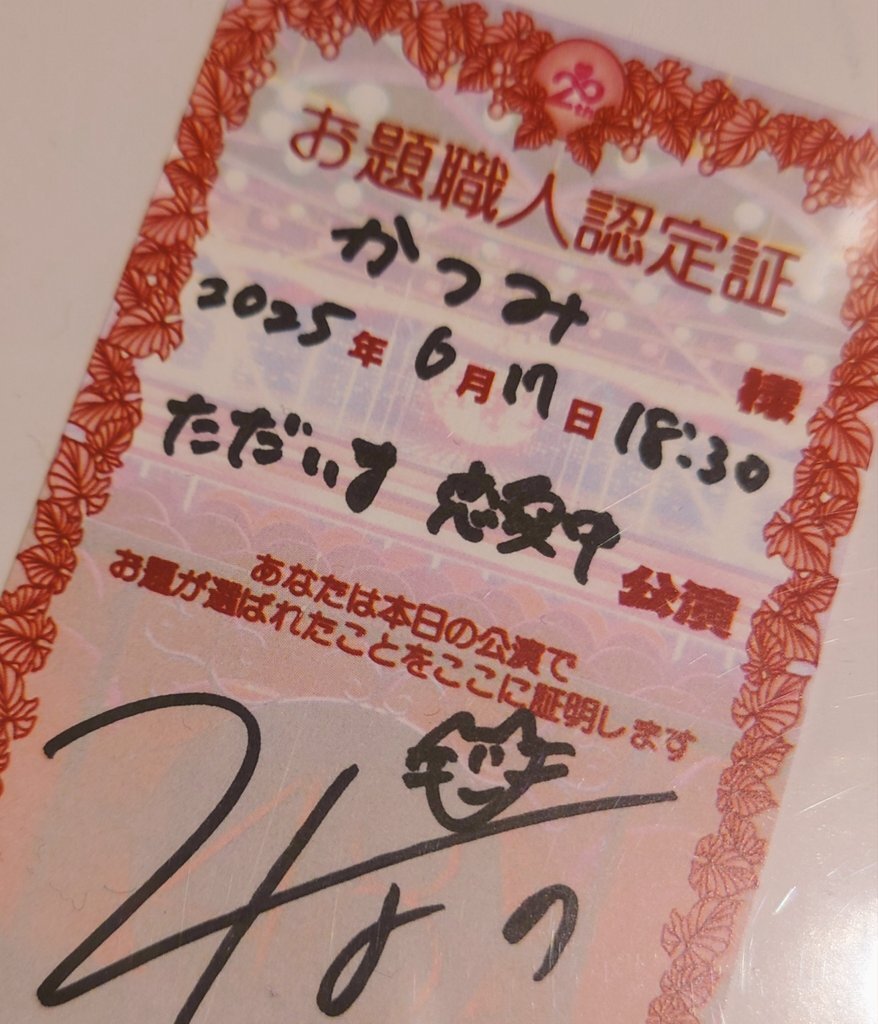 20th
お題職人認定証
かつみ 様
2025年6月17日 18:30
ただいま 恋愛中 公演
あなたは本日の公演で
お題が選ばれたことをここに証明します